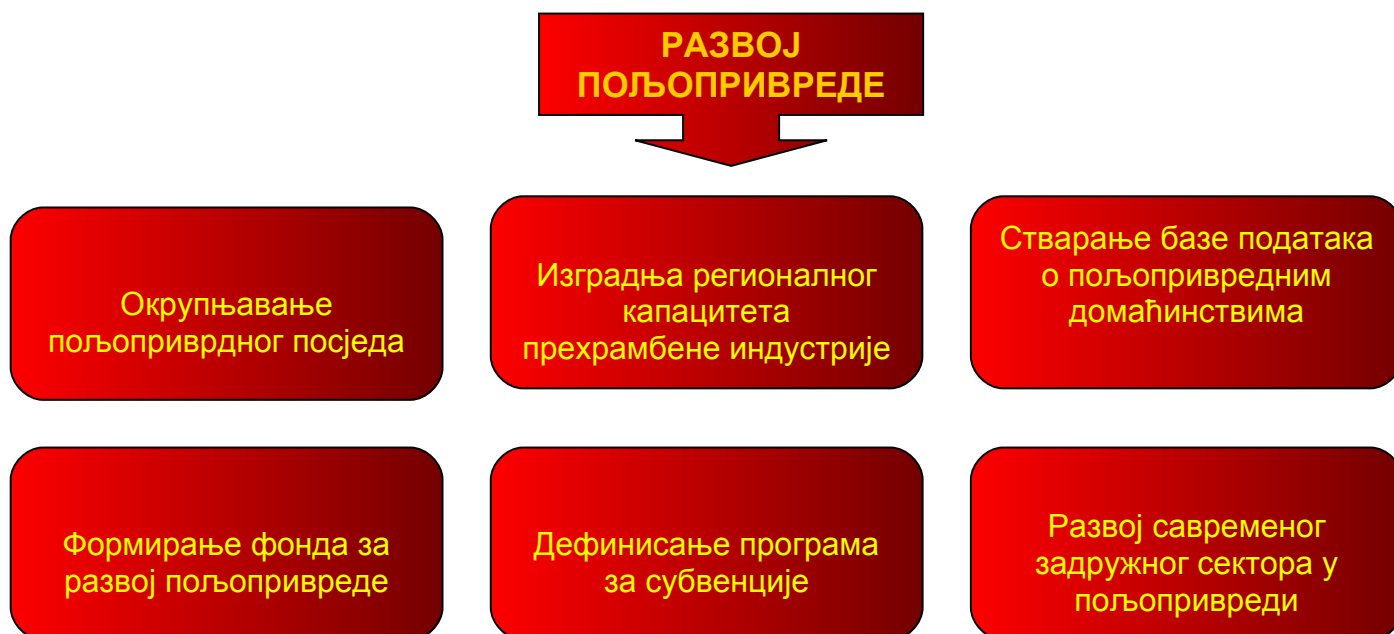 РАЗВОЈ
ПОЉОПРИВРЕДЕ
Окрупњавање
пољоприврдног посједа
Изградња регионалног
капацитета
прехрамбене индустрије
Стварање базе података
о пољопривредним
домаћинствима
Формирање фонда за
развој пољопривреде
Дефинисање програма
за субвенције
Развој савременог
задружног сектора у
пољопривреди